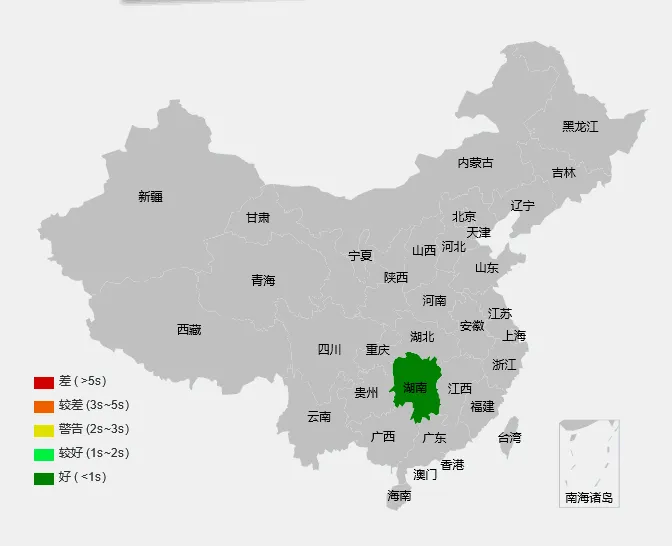 黑龙江
内蒙古
吉林
新疆
辽宁
北京
甘肃
天津
河北
山西
宁夏
山东
陕西
青海
河南
江苏
安徽
西藏
上海
湖北
四川
重庆
浙江
差 ( >5s)
湖南
江西
贵州
较差 (3s~5s)
福建
云南
警告 (2s~3s)
广西
广东
台湾
较好 (1s~2s)
香港
澳门
好 ( <1s)
海南
南海诸岛